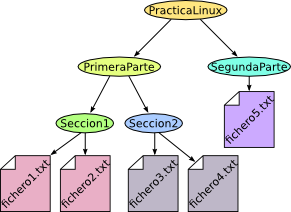 PracticaLinux
PrimeraParte
SegundaParte
Seccion1
Seccion2
fichero5.txt
fichero1.txt
fichero2.txt
fichero3.txt
fichero4.txt